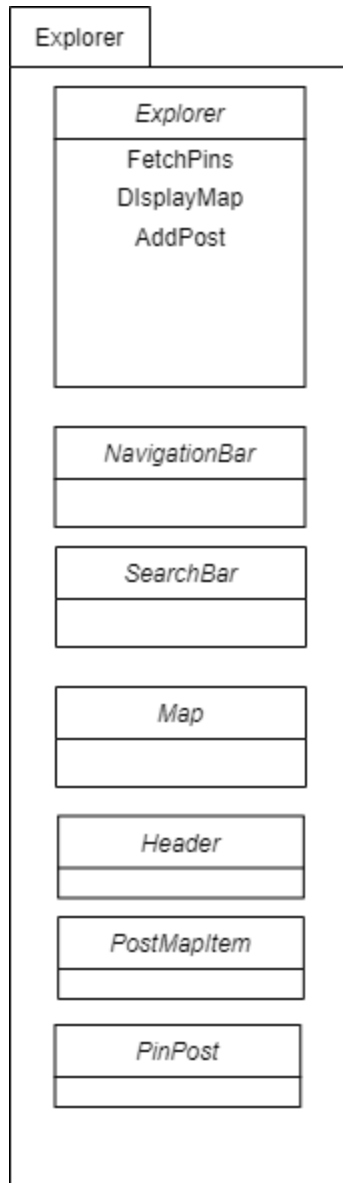 Explorer
Explorer
FetchPins
DIsplayMap
AddPost
NavigationBar
SearchBar
Map
Header
PostMapItem
PinPost